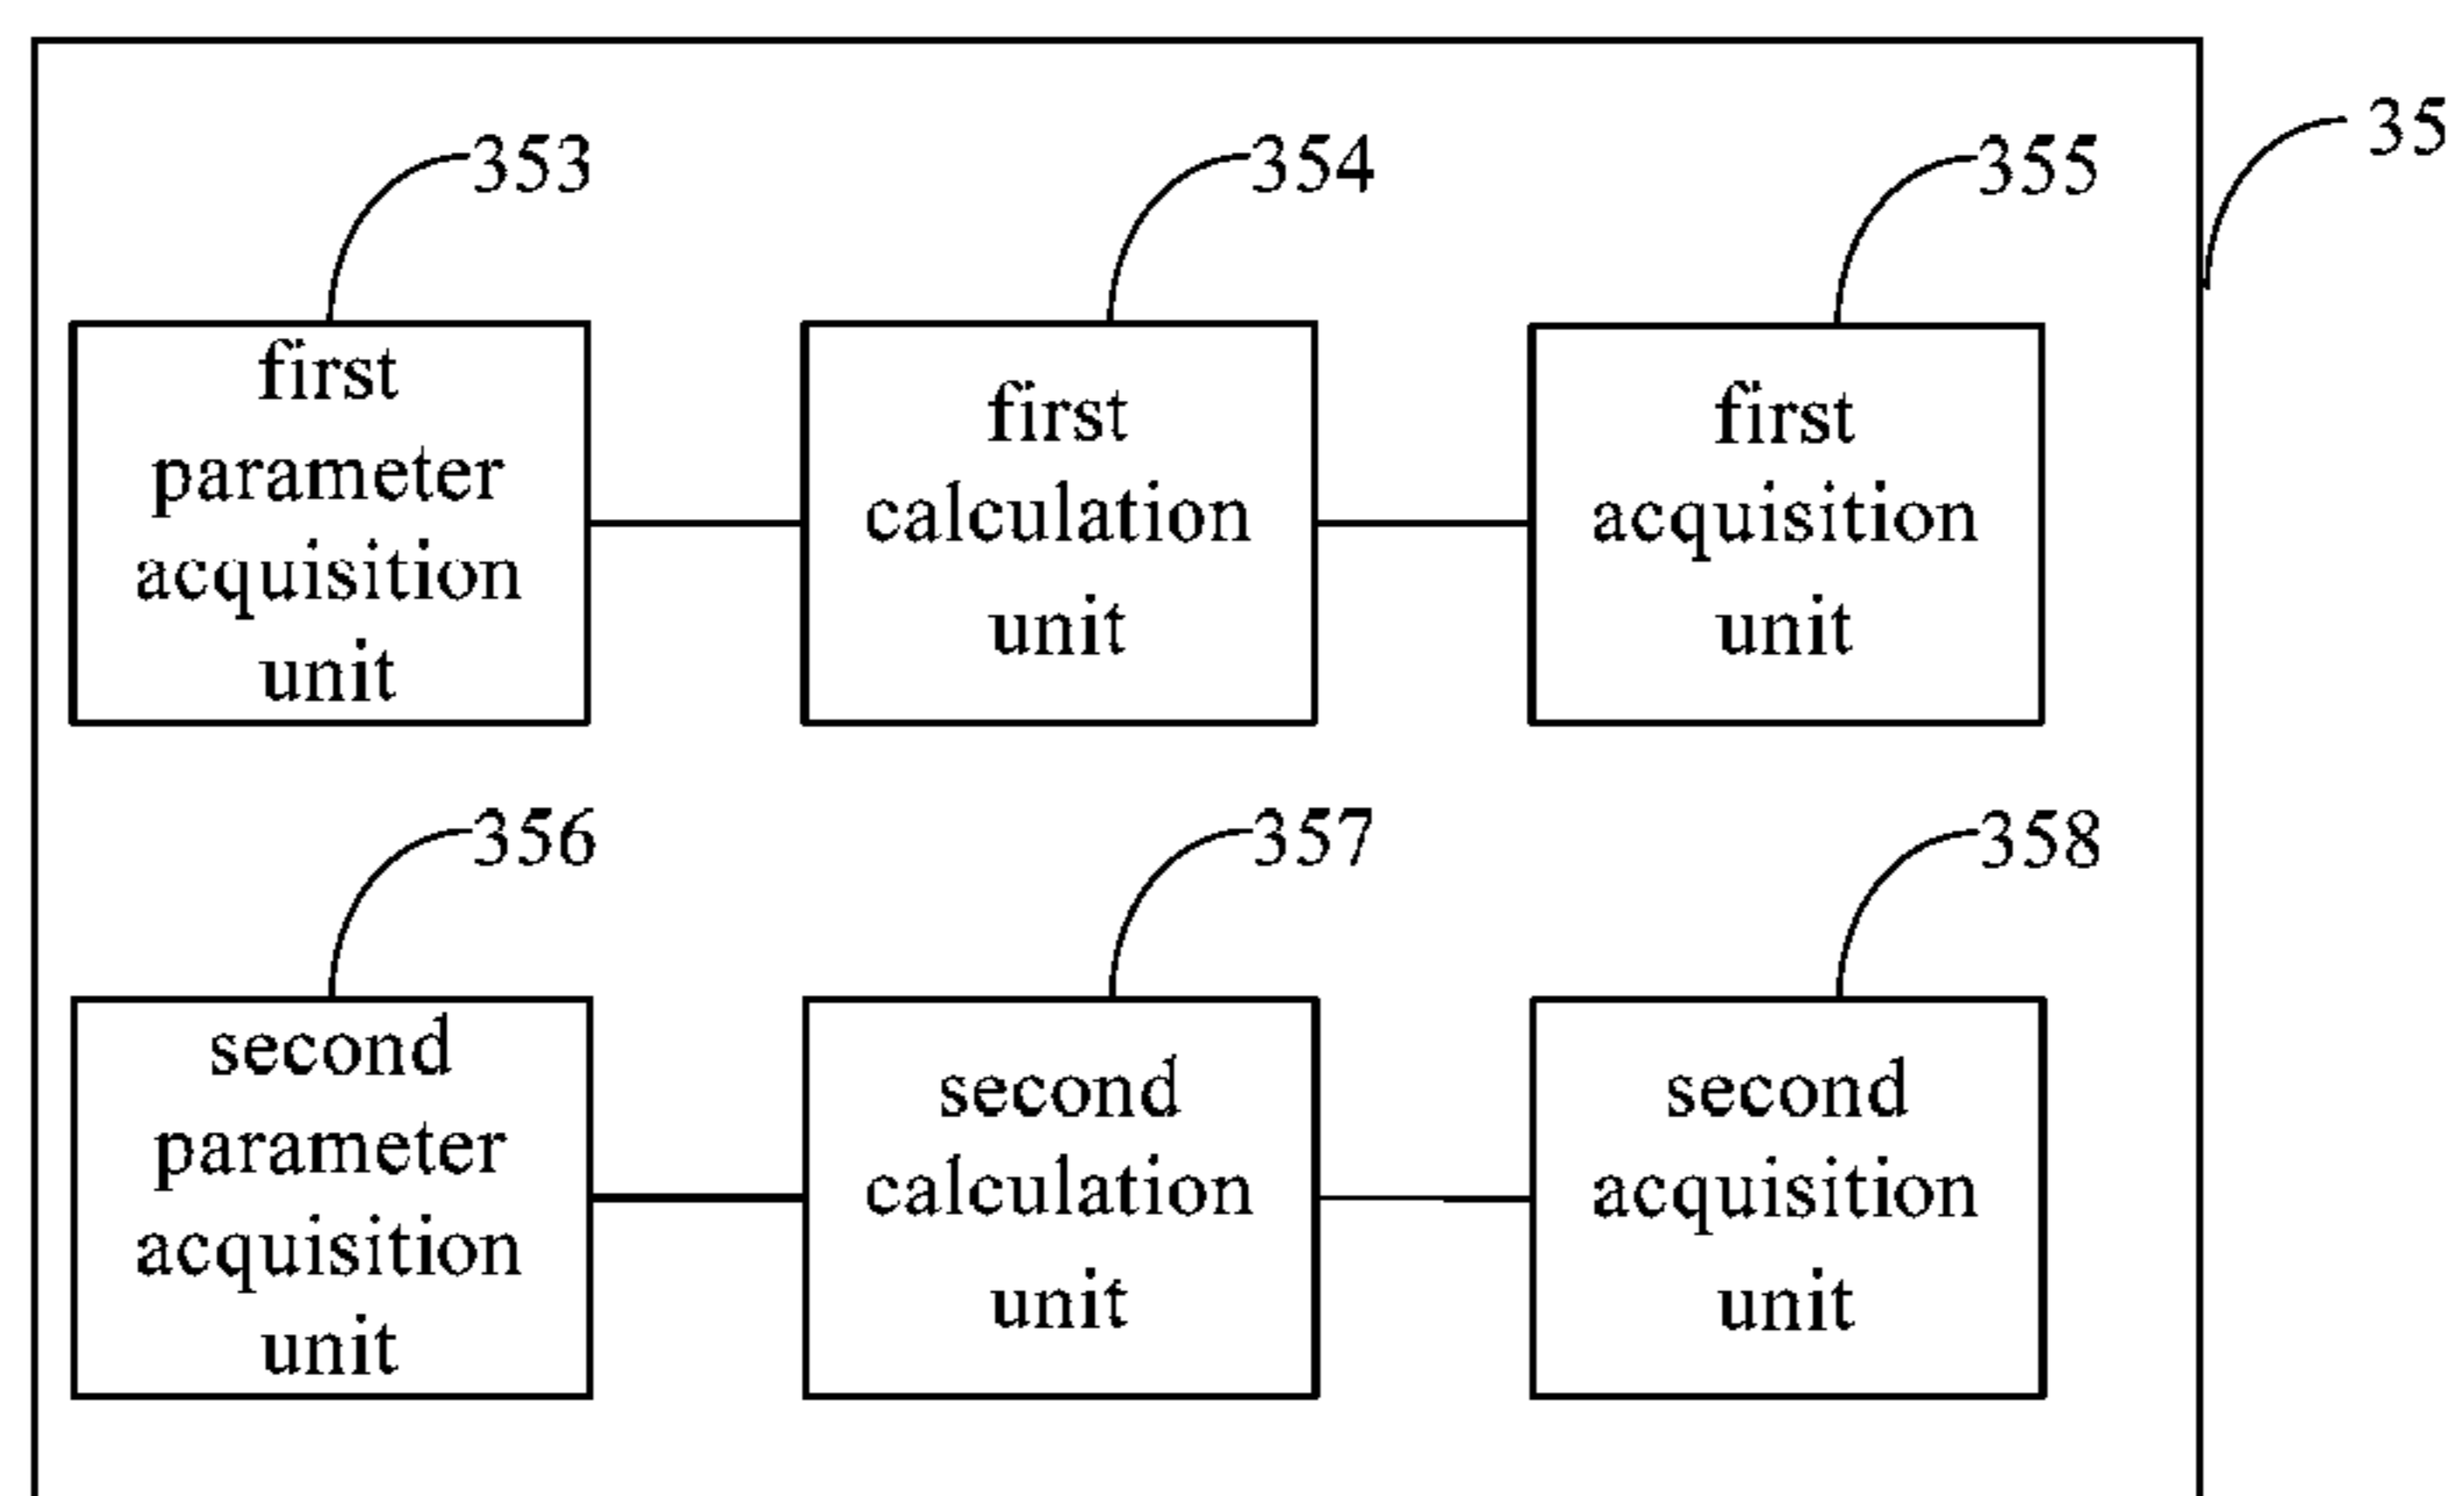 35
353
354
355
first
parameter
acquisition
unit
first
calculation
unit
first
acquisition
unit
356
357
358
second
parameter
acquisition
unit
second
calculation
unit
second
acquisition
unit